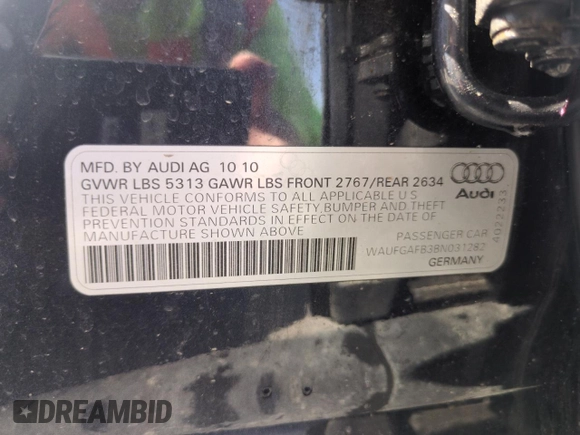 MFD. BY AUDI AG 10 10
GVWR LBS 5313 GAWR LBS FRONT 2767/REAR 2634
THIS VEHICLE CONFORMS TO ALL APPLICABLE U S
FEDERAL MOTOR VEHICLE SAFETY BUMPER AND THEFT
PREVENTION STANDARDS IN EFFECT ON THE DATE OF
MANUFACTURE SHOWN ABOVE
Audi
4022233
PASSENGER CAR
WAUFGAFB3BN031282
GERMANY
DREAMBID